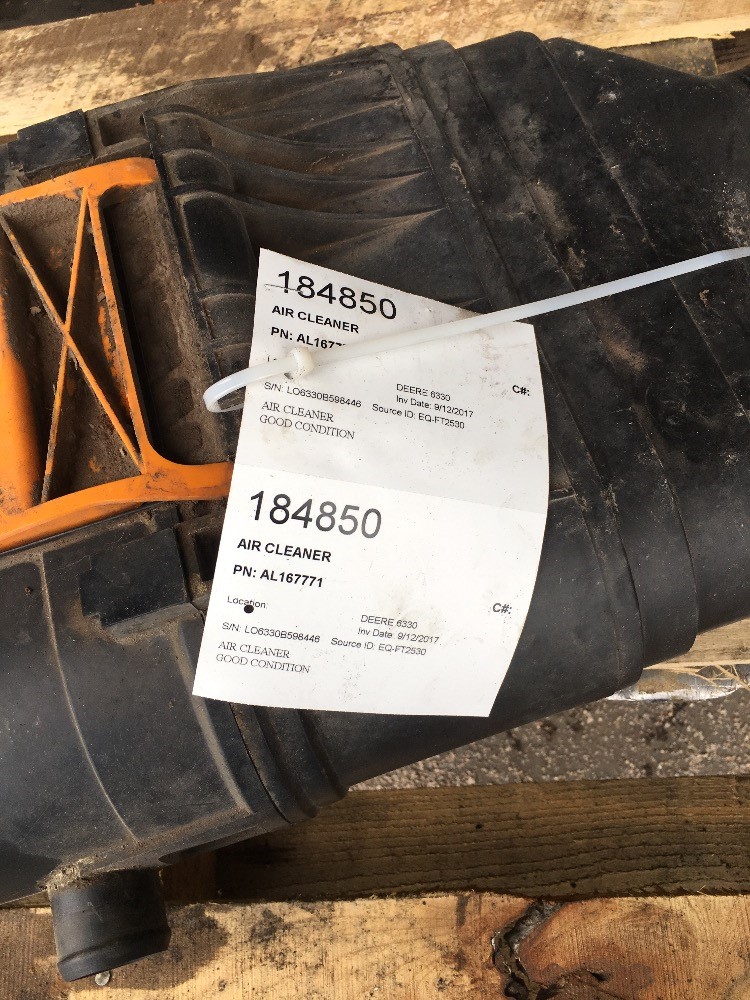 184850
AIR CLEANER
PN: AL1677
C#:
DEERE 6330
S/N: LO6330B598446 Inv Date: 9/12/2017
AIR CLEANER Source ID: EQ-FT2530
GOOD CONDITION
184850
AIR CLEANER
PN: AL167771
Location: C#:
DEERE 6330
S/N: LO6330B598446 Inv Date: 9/12/2017
AIR CLEANER Source ID: EQ-FT2530
GOOD CONDITION